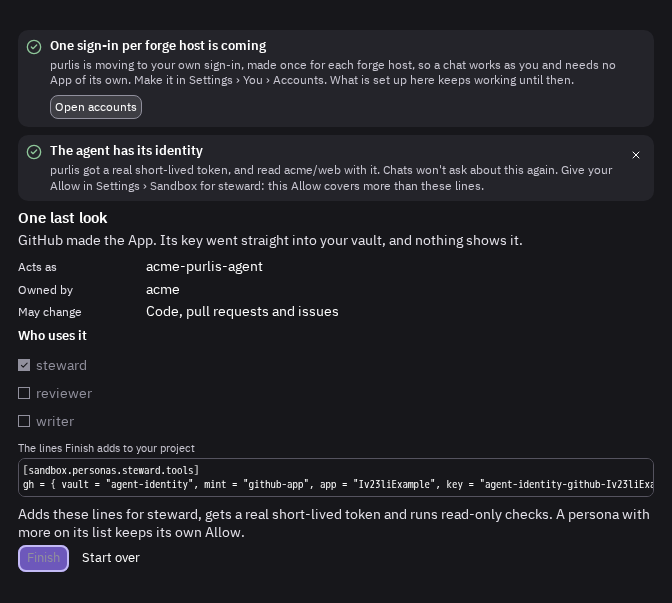 One sign-in per forge host is coming
purlis is moving to your own sign-in, made once for each forge host, so a chat works as you and needs no
App of its own. Make it in Settings › You › Accounts. What is set up here keeps working until then.
Open accounts
The agent has its identity
purlis got a real short-lived token, and read acme/web with it. Chats won't ask about this again. Give your
Allow in Settings › Sandbox for steward: this Allow covers more than these lines.
One last look
GitHub made the App. Its key went straight into your vault, and nothing shows it.
Acts as acme-purlis-agent
Owned by acme
May change Code, pull requests and issues
Who uses it
steward
reviewer
writer
The lines Finish adds to your project
[sandbox.personas.steward.tools]
gh = { vault = "agent-identity", mint = "github-app", app = "Iv23liExample", key = "agent-identity-github-Iv23liExa
Adds these lines for steward, gets a real short-lived token and runs read-only checks. A persona with
more on its list keeps its own Allow.
Finish Start over